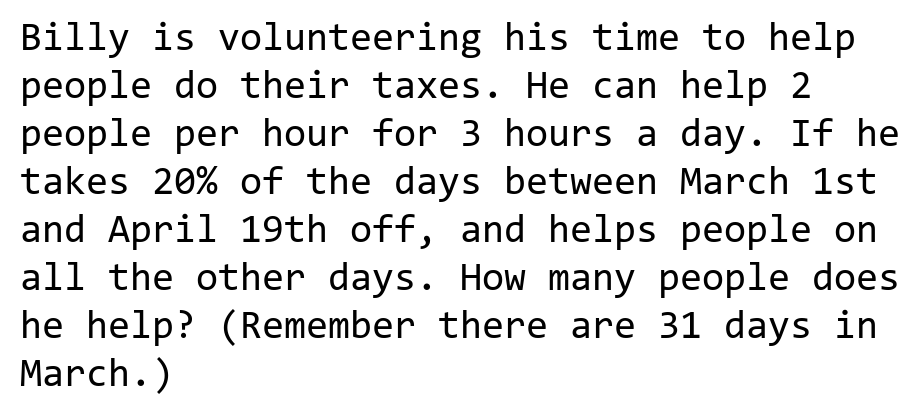 Billy is volunteering his time to help
people do their taxes. He can help 2
people per hour for 3 hours a day. If he
takes 20% of the days between March 1st
and April 19th off, and helps people on
all the other days. How many people does
he help? (Remember there are 31 days in
March.)